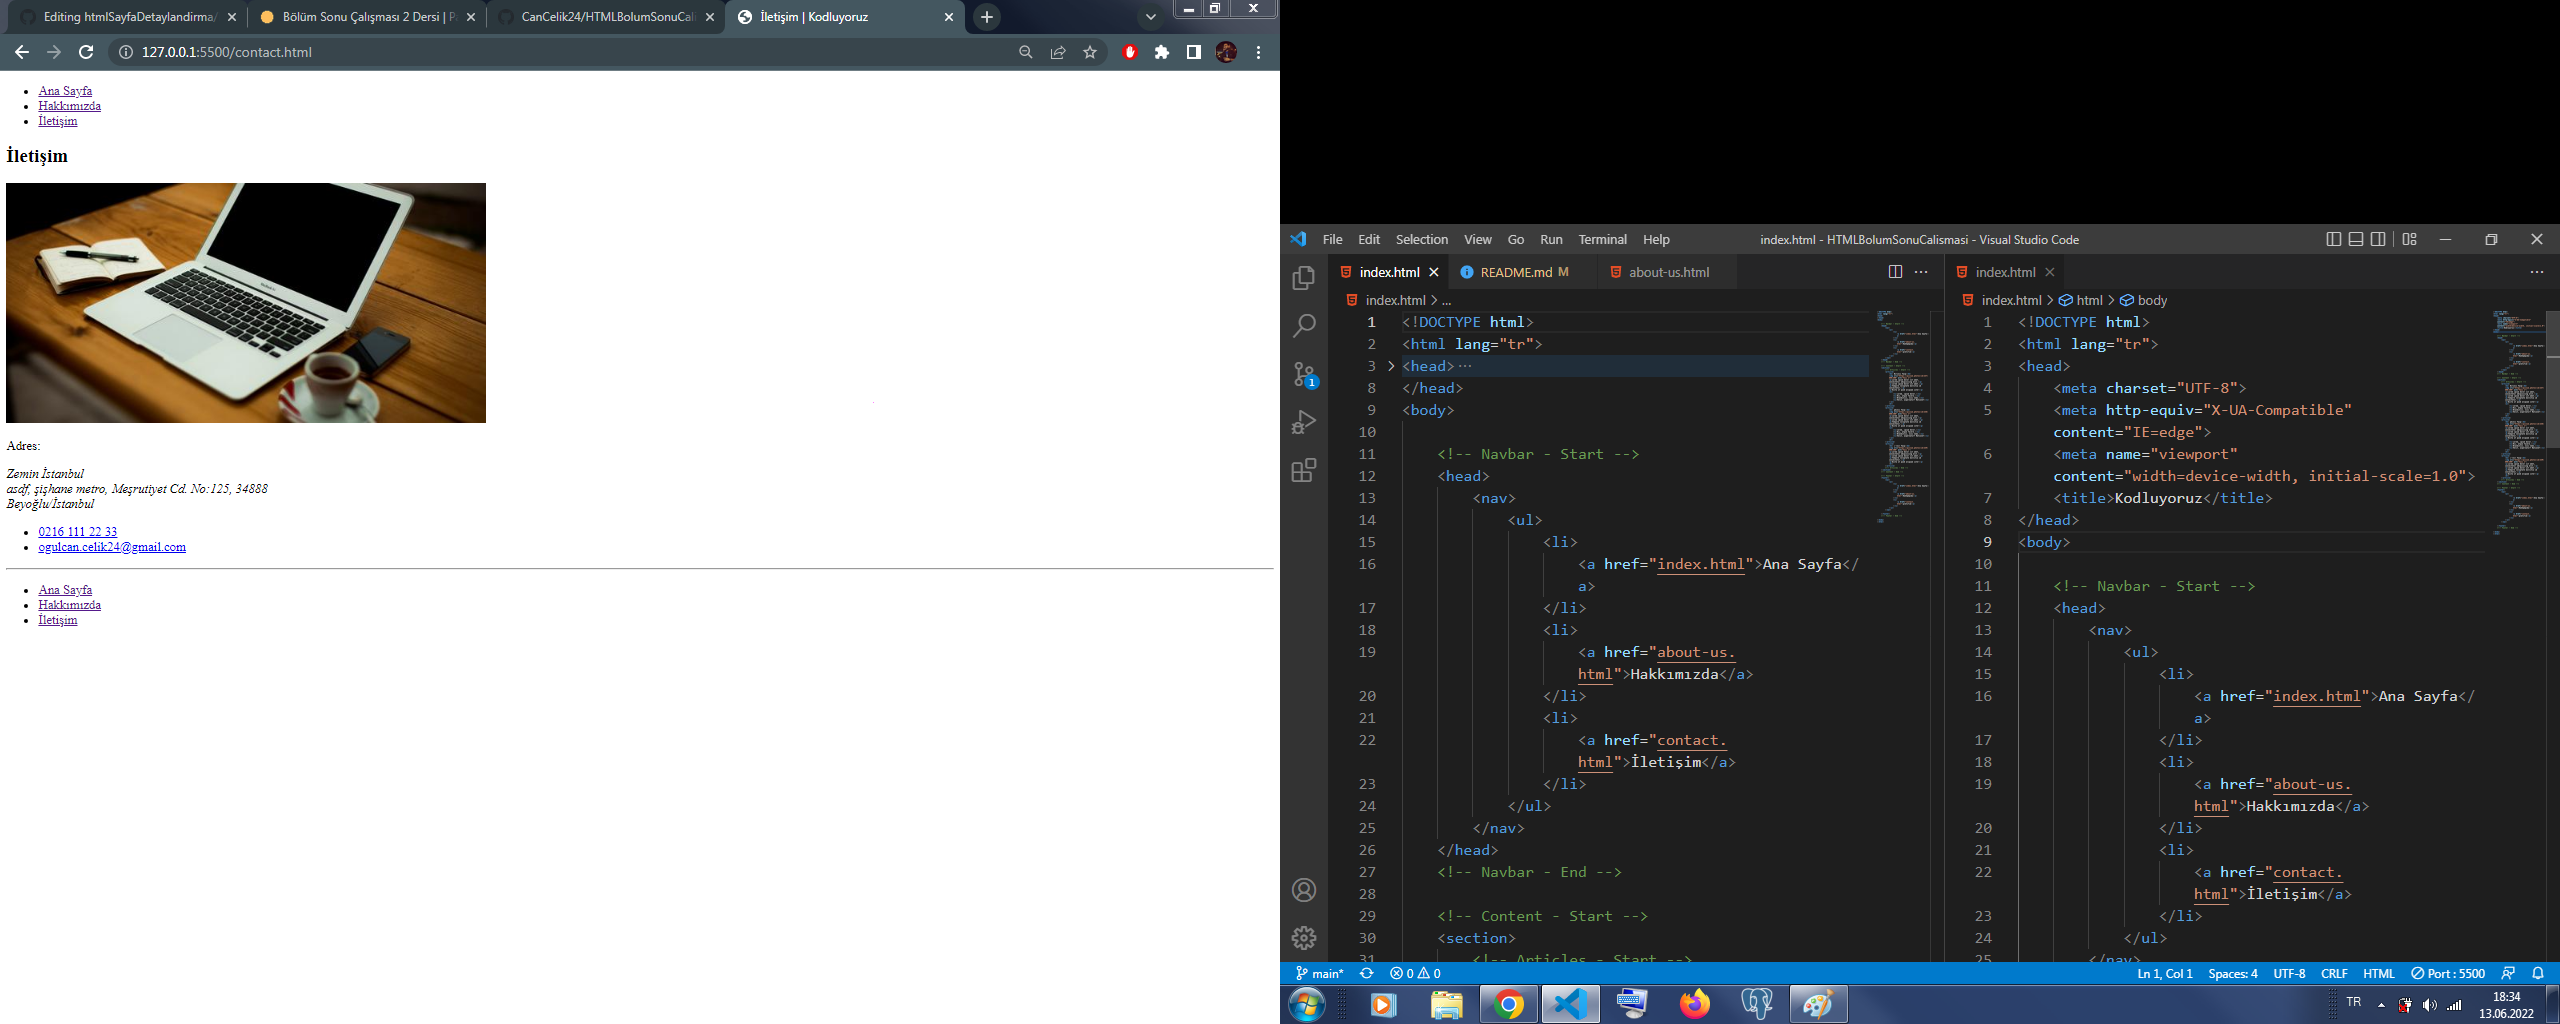 Editing htmlSayfaDetaylandirma/
Bölüm Sonu Çalışması 2 Dersi | Pa
CanCelik24/HTMLBolumSonuCali
İletişim | Kodluyoruz
127.0.0.1:5500/contact.html
Ana Sayfa
Hakkımızda
İletişim
İletişim
Adres:
Zemin İstanbul
asdf, şişhane metro, Meşrutiyet Cd. No:125, 34888
Beyoğlu/İstanbul
0216 111 22 33
ogulcan.celik24@gmail.com
Ana Sayfa
Hakkımızda
İletişim
File Edit Selection View Go Run Terminal Help
index.html - HTMLBolumSonuCalismasi - Visual Studio Code
index.html
README.md M
about-us.html
index.html > ...
1 <!DOCTYPE html>
2 <html lang="tr">
3 <head> ...
8 </head>
9 <body>
10
11 <!-- Navbar - Start -->
12 <head>
13 <nav>
14 <ul>
15 <li>
16 <a href="index.html">Ana Sayfa</
a>
17 </li>
18 <li>
19 <a href="about-us.
html">Hakkımızda</a>
20 </li>
21 <li>
22 <a href="contact.
html">İletişim</a>
23 </li>
24 </ul>
25 </nav>
26 </head>
27 <!-- Navbar - End -->
28
29 <!-- Content - Start -->
30 <section>
31 <!-- Articles - Start -->
index.html
index.html > html > body
1 <!DOCTYPE html>
2 <html lang="tr">
3 <head>
4 <meta charset="UTF-8">
5 <meta http-equiv="X-UA-Compatible"
content="IE=edge">
6 <meta name="viewport"
content="width=device-width, initial-scale=1.0">
7 <title>Kodluyoruz</title>
8 </head>
9 <body>
10
11 <!-- Navbar - Start -->
12 <head>
13 <nav>
14 <ul>
15 <li>
16 <a href="index.html">Ana Sayfa</
a>
17 </li>
18 <li>
19 <a href="about-us.
html">Hakkımızda</a>
20 </li>
21 <li>
22 <a href="contact.
html">İletişim</a>
23 </li>
24 </ul>
25 </nav>
1
main*
0 0
Ln 1, Col 1
Spaces: 4
UTF-8
CRLF
HTML
Port : 5500
TR
18:34
13.06.2022